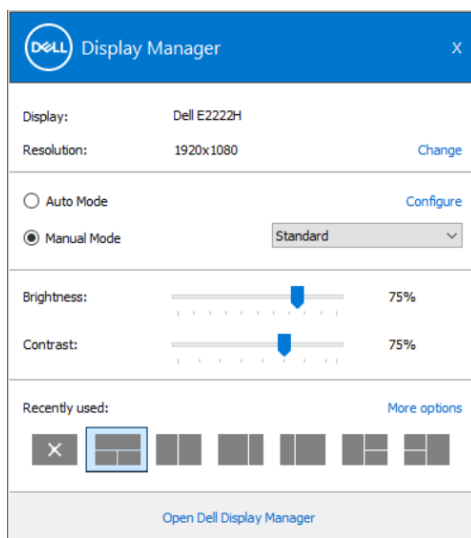 DELL Display Manager X
Display: Dell E2222H
Resolution: 1920x1080 Change
Auto Mode Configure
Manual Mode Standard
Brightness: 75%
Contrast: 75%
Recently used: More options
Open Dell Display Manager